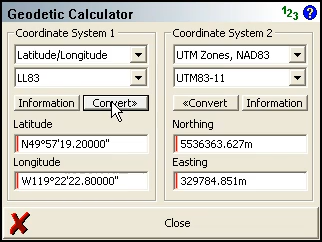 Geodetic Calculator
123 ?
Coordinate System 1
Coordinate System 2
Latitude/Longitude
UTM Zones, NAD83
LL83
UTM83-11
Information Convert»
«Convert Information
Latitude
Northing
N49°57'19.20000"
5536363.627m
Longitude
Easting
W119°22'22.80000"
329784.851m
Close